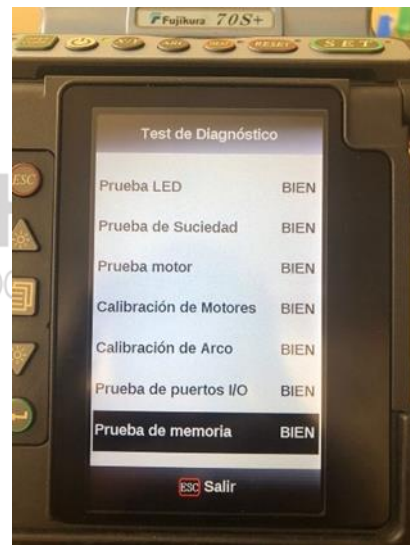 Fujikura 70S+
X/Y ARC RESET SET
Test de Diagnóstico
ESC
Prueba LED BIEN
Prueba de Suciedad BIEN
Prueba motor BIEN
Calibración de Motores BIEN
Calibración de Arco BIEN
Prueba de puertos I/O BIEN
Prueba de memoria BIEN
ESC Salir